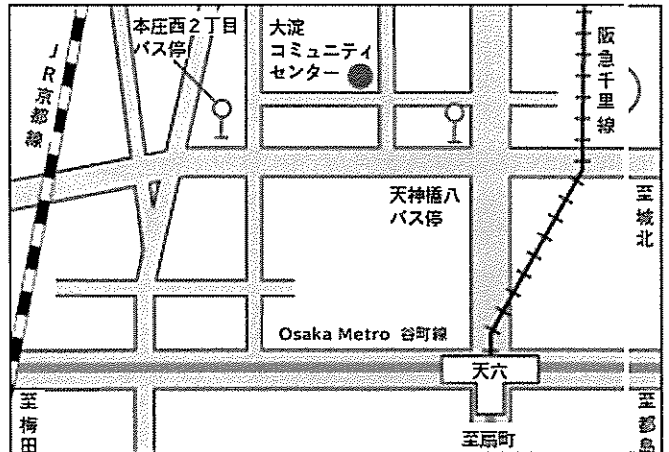 本庄西２丁目
バス停
大淀
コミュニティ
センター
阪急千里線
JR京都線
天神橋八
バス停
至城北
Osaka Metro 谷町線
天六
至梅田
至扇町
至都島